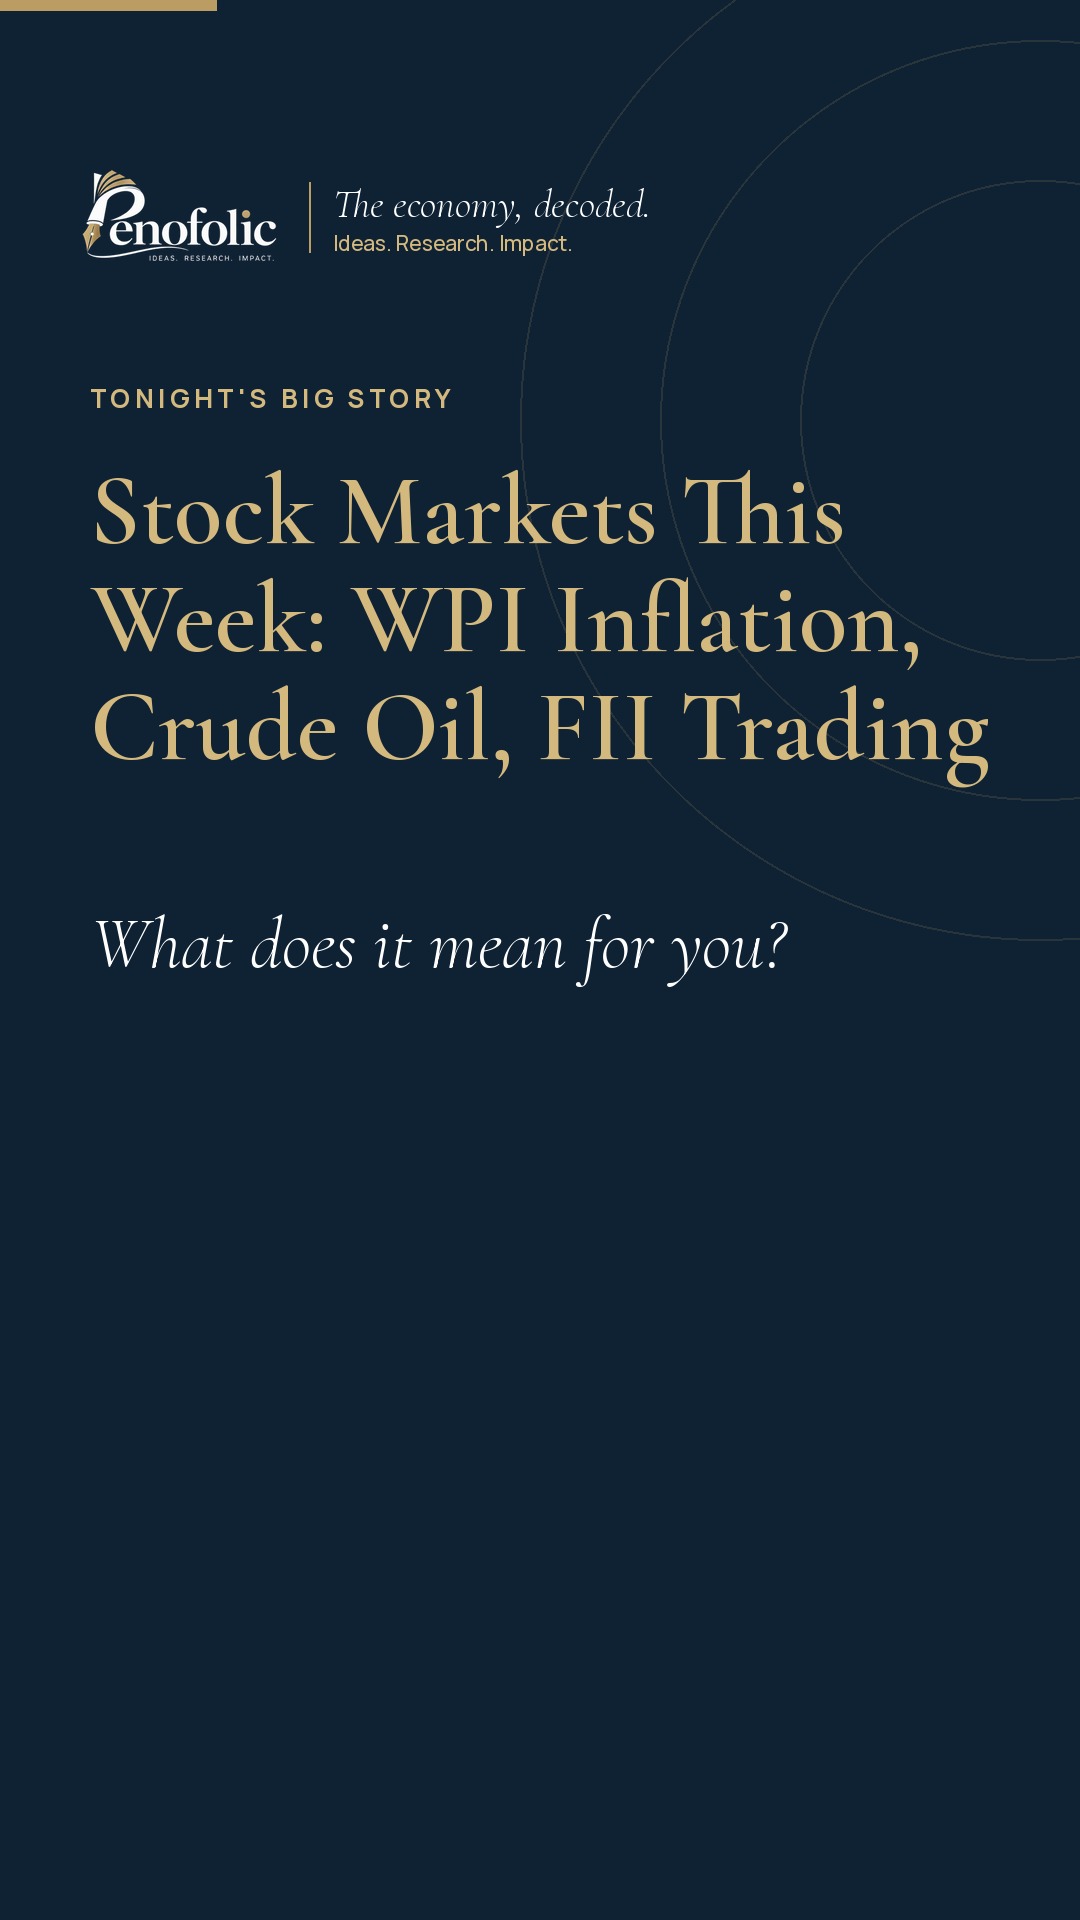 Penofolic
IDEAS. RESEARCH. IMPACT.
The economy, decoded.
Ideas. Research. Impact.
TONIGHT'S BIG STORY
Stock Markets This
Week: WPI Inflation,
Crude Oil, FII Trading
What does it mean for you?